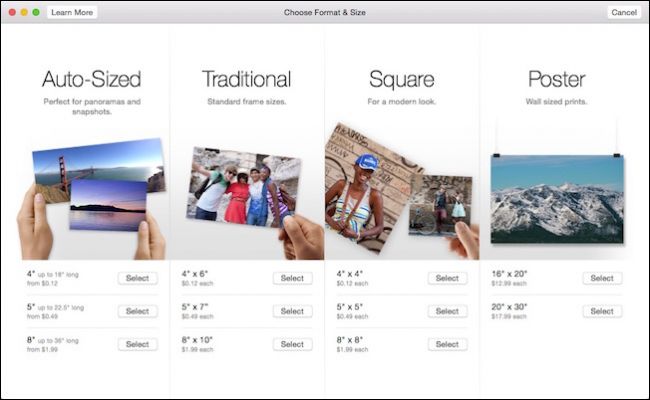 Learn More
Choose Format & Size
Cancel
Auto-Sized
Perfect for panoramas and
snapshots.
4" up to 18" long
from $0.12
Select
5" up to 22.5" long
from $0.49
Select
8" up to 36" long
from $1.99
Select
Traditional
Standard frame sizes.
4" x 6"
$0.12 each
Select
5" x 7"
$0.49 each
Select
8" x 10"
$1.99 each
Select
Square
For a modern look.
4" x 4"
$0.12 each
Select
5" x 5"
$0.49 each
Select
8" x 8"
$1.99 each
Select
Poster
Wall sized prints.
16" x 20"
$12.99 each
Select
20" x 30"
$17.99 each
Select